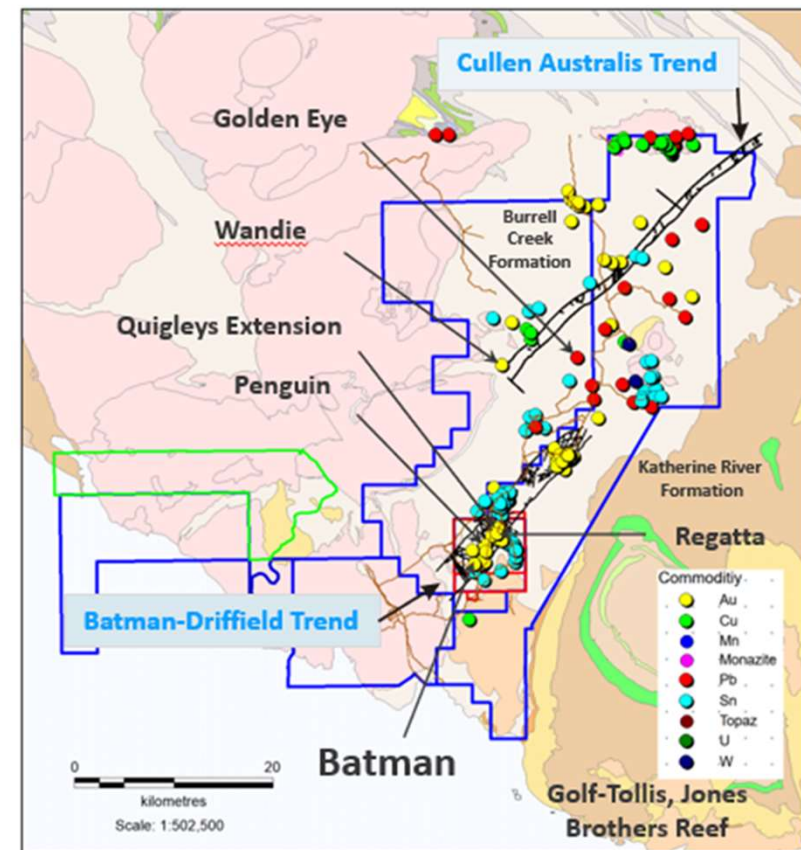 Cullen Australis Trend
Golden Eye
Burrell
Creek
Formation
Wandie
Quigleys Extension
Penguin
Katherine River
Formation
Regatta
Commoditiy
Au
Cu
Mn
Monazite
Pb
Sn
Topaz
U
W
Batman-Driffield Trend
Batman
0 20
kilometres
Scale: 1:502,500
Golf-Tollis, Jones
Brothers Reef